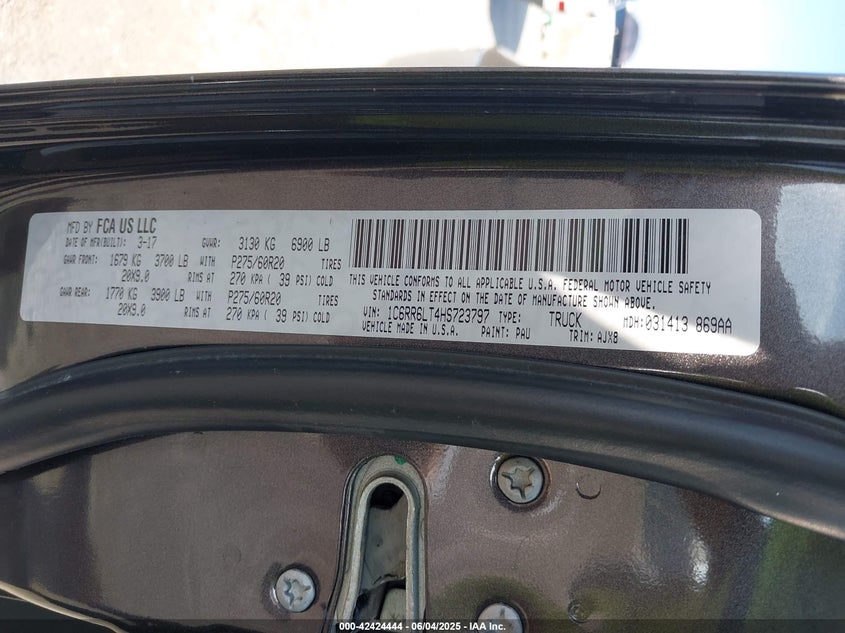 MFD BY FCA US LLC
DATE OF MFR(BUILT): 3-17 GVWR: 3130 KG 6900 LB
GAWR FRONT: 1679 KG 3700 LB WITH P275/60R20 TIRES
20X9.0 RIMS AT 270 KPA ( 39 PSI) COLD
GAWR REAR: 1770 KG 3900 LB WITH P275/60R20 TIRES
20X9.0 RIMS AT 270 KPA ( 39 PSI) COLD
THIS VEHICLE CONFORMS TO ALL APPLICABLE U.S.A. FEDERAL MOTOR VEHICLE SAFETY
STANDARDS IN EFFECT ON THE DATE OF MANUFACTURE SHOWN ABOVE.
VIN: 1C6RR6LT4HS723797 TYPE: TRUCK MDH: 031413 869AA
VEHICLE MADE IN U.S.A. PAINT: PAU TRIM: AJX8
000-42424444 - 06/04/2025 - IAA Inc.